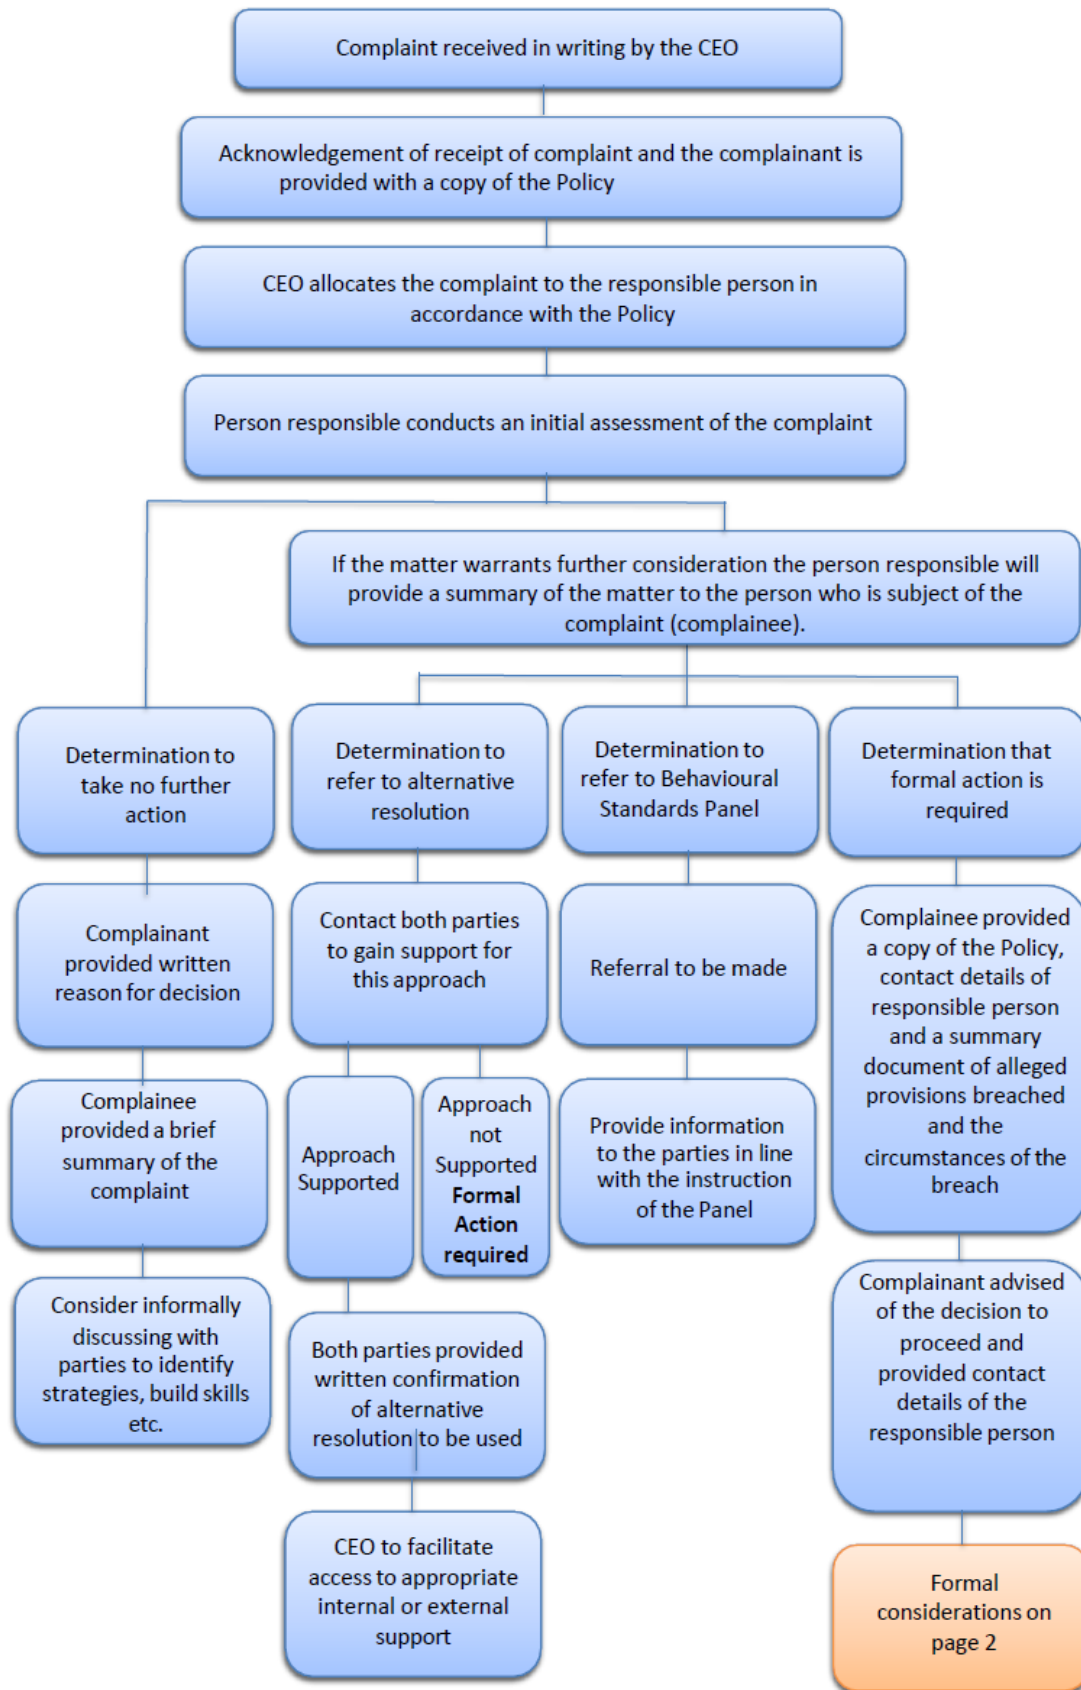 Complaint received in writing by the CEO
Acknowledgement of receipt of complaint and the complainant is
provided with a copy of the Policy
CEO allocates the complaint to the responsible person in
accordance with the Policy
Person responsible conducts an initial assessment of the complaint
If the matter warrants further consideration the person responsible will
provide a summary of the matter to the person who is subject of the
complaint (complainee).
Determination to
take no further
action
Determination to
refer to alternative
resolution
Determination to
refer to Behavioural
Standards Panel
Determination that
formal action is
required
Complainant
provided written
reason for decision
Contact both parties
to gain support for
this approach
Referral to be made
Complainee provided
a copy of the Policy,
contact details of
responsible person
and a summary
document of alleged
provisions breached
and the
circumstances of the
breach
Complainee
provided a brief
summary of the
complaint
Approach
Supported
Approach
not
Supported
Formal
Action
required
Provide information
to the parties in line
with the instruction
of the Panel
Consider informally
discussing with
parties to identify
strategies, build skills
etc.
Both parties provided
written confirmation
of alternative
resolution to be used
Complainant advised
of the decision to
proceed and
provided contact
details of the
responsible person
CEO to facilitate
access to appropriate
internal or external
support
Formal
considerations on
page 2